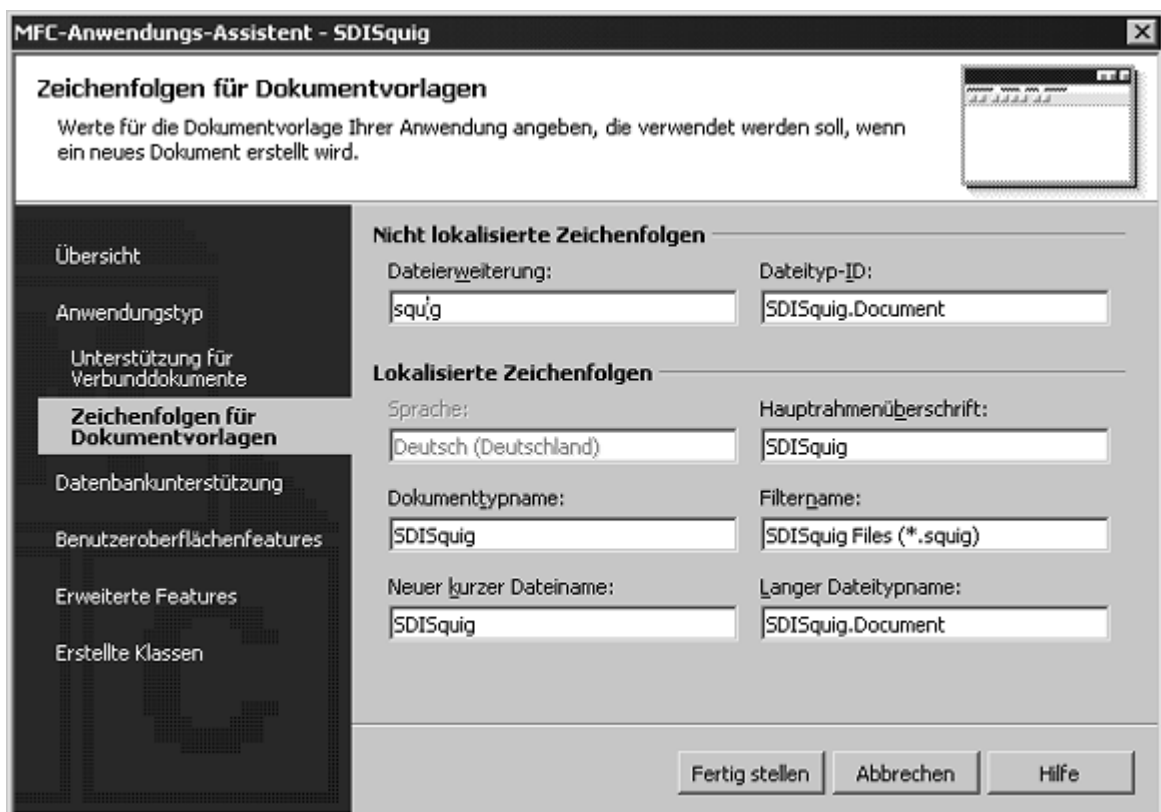 MFC-Anwendungs-Assistent - SDISquig
Zeichenfolgen für Dokumentvorlagen
Werte für die Dokumentvorlage Ihrer Anwendung angeben, die verwendet werden soll, wenn
ein neues Dokument erstellt wird.
Übersicht
Anwendungstyp
Unterstützung für
Verbunddokumente
Zeichenfolgen für
Dokumentvorlagen
Datenbankunterstützung
Benutzeroberflächenfeatures
Erweiterte Features
Erstellte Klassen
Nicht lokalisierte Zeichenfolgen
Dateierweiterung:
Dateityp-ID:
squig
SDISquig.Document
Lokalisierte Zeichenfolgen
Sprache:
Hauptrahmenüberschrift:
Deutsch (Deutschland)
SDISquig
Dokumenttypname:
Filtername:
SDISquig
SDISquig Files (*.squig)
Neuer kurzer Dateiname:
Langer Dateitypname:
SDISquig
SDISquig.Document
Fertig stellen
Abbrechen
Hilfe